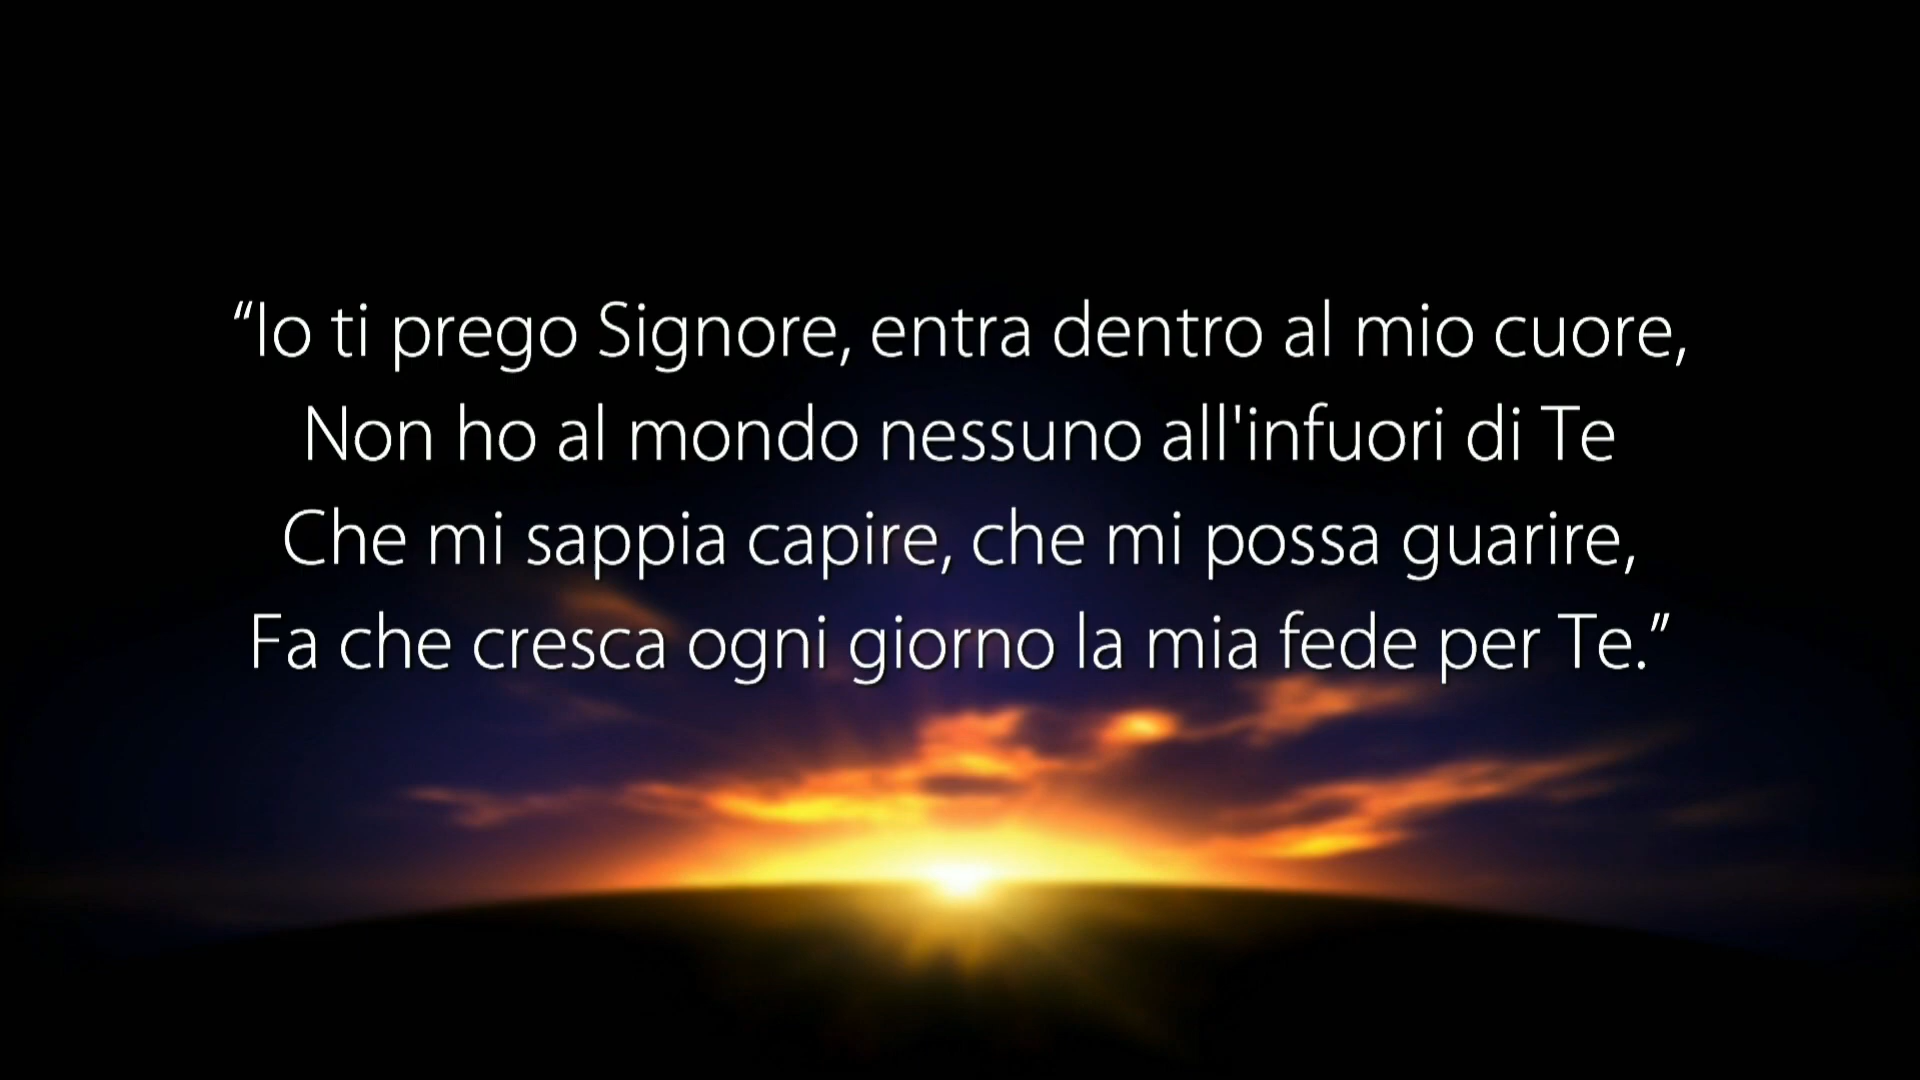 “Io ti prego Signore, entra dentro al mio cuore,
Non ho al mondo nessuno all'infuori di Te
Che mi sappia capire, che mi possa guarire,
Fa che cresca ogni giorno la mia fede per Te.”